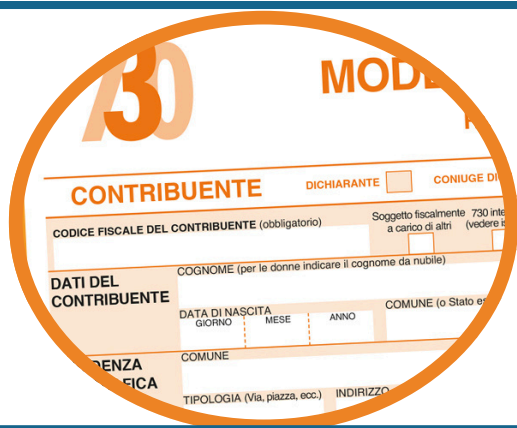 730
MOD
CONTRIBUENTE
DICHIARANTE
CONIUGE DI
CODICE FISCALE DEL CONTRIBUENTE (obbligatorio)
Soggetto fiscalmente
a carico di altri
730 inte
(vedere is
DATI DEL
CONTRIBUENTE
COGNOME (per le donne indicare il cognome da nubile)
DATA DI NASCITA
GIORNO
MESE
ANNO
COMUNE (o Stato es
DENZA
FICA
COMUNE
TIPOLOGIA (Via, piazza, ecc.)
INDIRIZZO